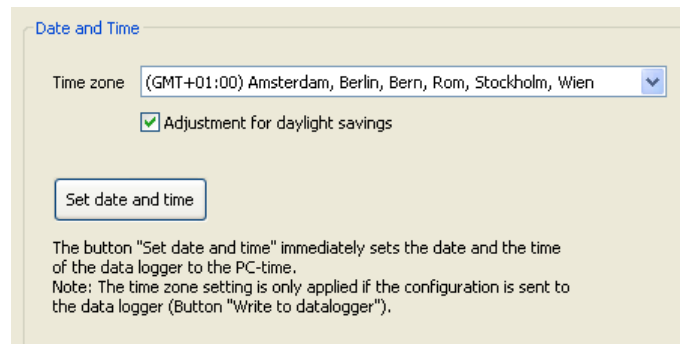 Date and Time
Time zone (GMT+01:00) Amsterdam, Berlin, Bern, Rom, Stockholm, Wien
Adjustment for daylight savings
Set date and time
The button "Set date and time" immediately sets the date and the time
of the data logger to the PC-time.
Note: The time zone setting is only applied if the configuration is sent to
the data logger (Button "Write to datalogger").